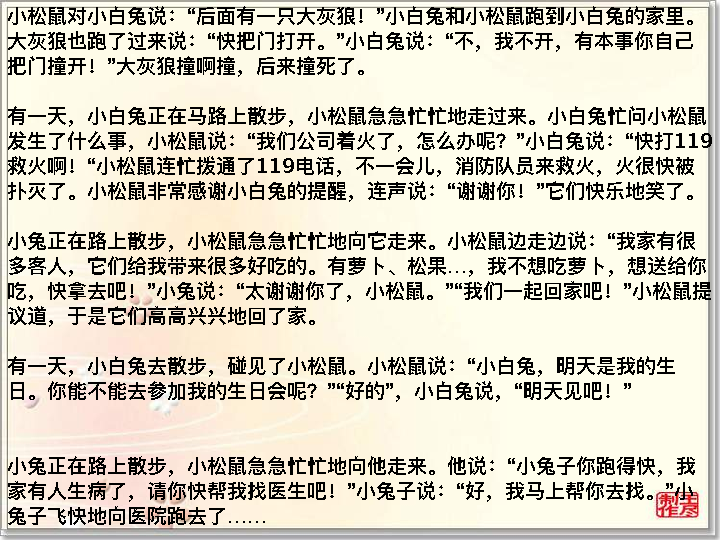 小松鼠对小白兔说：“后面有一只大灰狼！”小白兔和小松鼠跑到小白兔的家里。
大灰狼也跑了过来说：“快把门打开。”小白兔说：“不，我不开，有本事你自己
把门撞开！”大灰狼撞啊撞，后来撞死了。
有一天，小白兔正在马路上散步，小松鼠急急忙忙地走过来。小白兔忙问小松鼠
发生了什么事，小松鼠说：“我们公司着火了，怎么办呢？”小白兔说：“快打119
救火啊！“小松鼠连忙拨通了119电话，不一会儿，消防队员来救火，火很快被
扑灭了。小松鼠非常感谢小白兔的提醒，连声说：“谢谢你！”它们快乐地笑了。
小兔正在路上散步，小松鼠急急忙忙地向它走来。小松鼠边走边说：“我家有很
多客人，它们给我带来很多好吃的。有萝卜、松果…，我不想吃萝卜，想送给你
吃，快拿去吧！”小兔说：“太谢谢你了，小松鼠。”“我们一起回家吧！”小松鼠提
议道，于是它们高高兴兴地回了家。
有一天，小白兔去散步，碰见了小松鼠。小松鼠说：“小白兔，明天是我的生
日。你能不能去参加我的生日会呢？”“好的”，小白兔说，“明天见吧！”
小兔正在路上散步，小松鼠急急忙忙地向他走来。他说：“小兔子你跑得快，我
家有人生病了，请你快帮我找医生吧！”小兔子说：“好，我马上帮你去找。”小
兔子飞快地向医院跑去了……